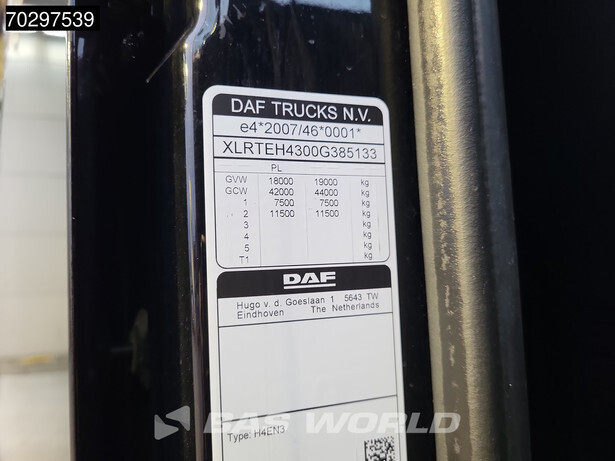 70297539
DAF TRUCKS N.V.
e4*2007/46*0001*
XLRTEH4300G385133
PL
GVW 18000 19000 kg
GCW 42000 44000 kg
1 7500 7500 kg
2 11500 11500 kg
3 kg
4 kg
5 kg
T1 kg
DAF
Hugo v. d. Goeslaan 1 5643 TW
Eindhoven The Netherlands
BAS WORLD
Type: H4EN3